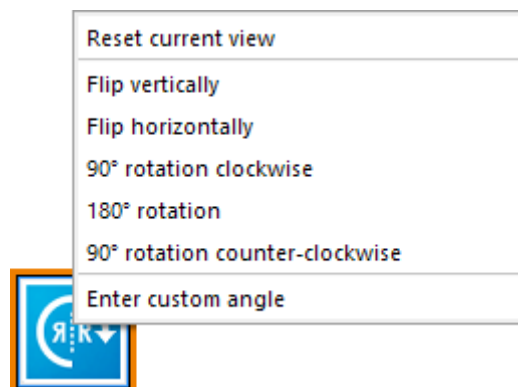 Reset current view
Flip vertically
Flip horizontally
90° rotation clockwise
180° rotation
90° rotation counter-clockwise
Enter custom angle
ЯR